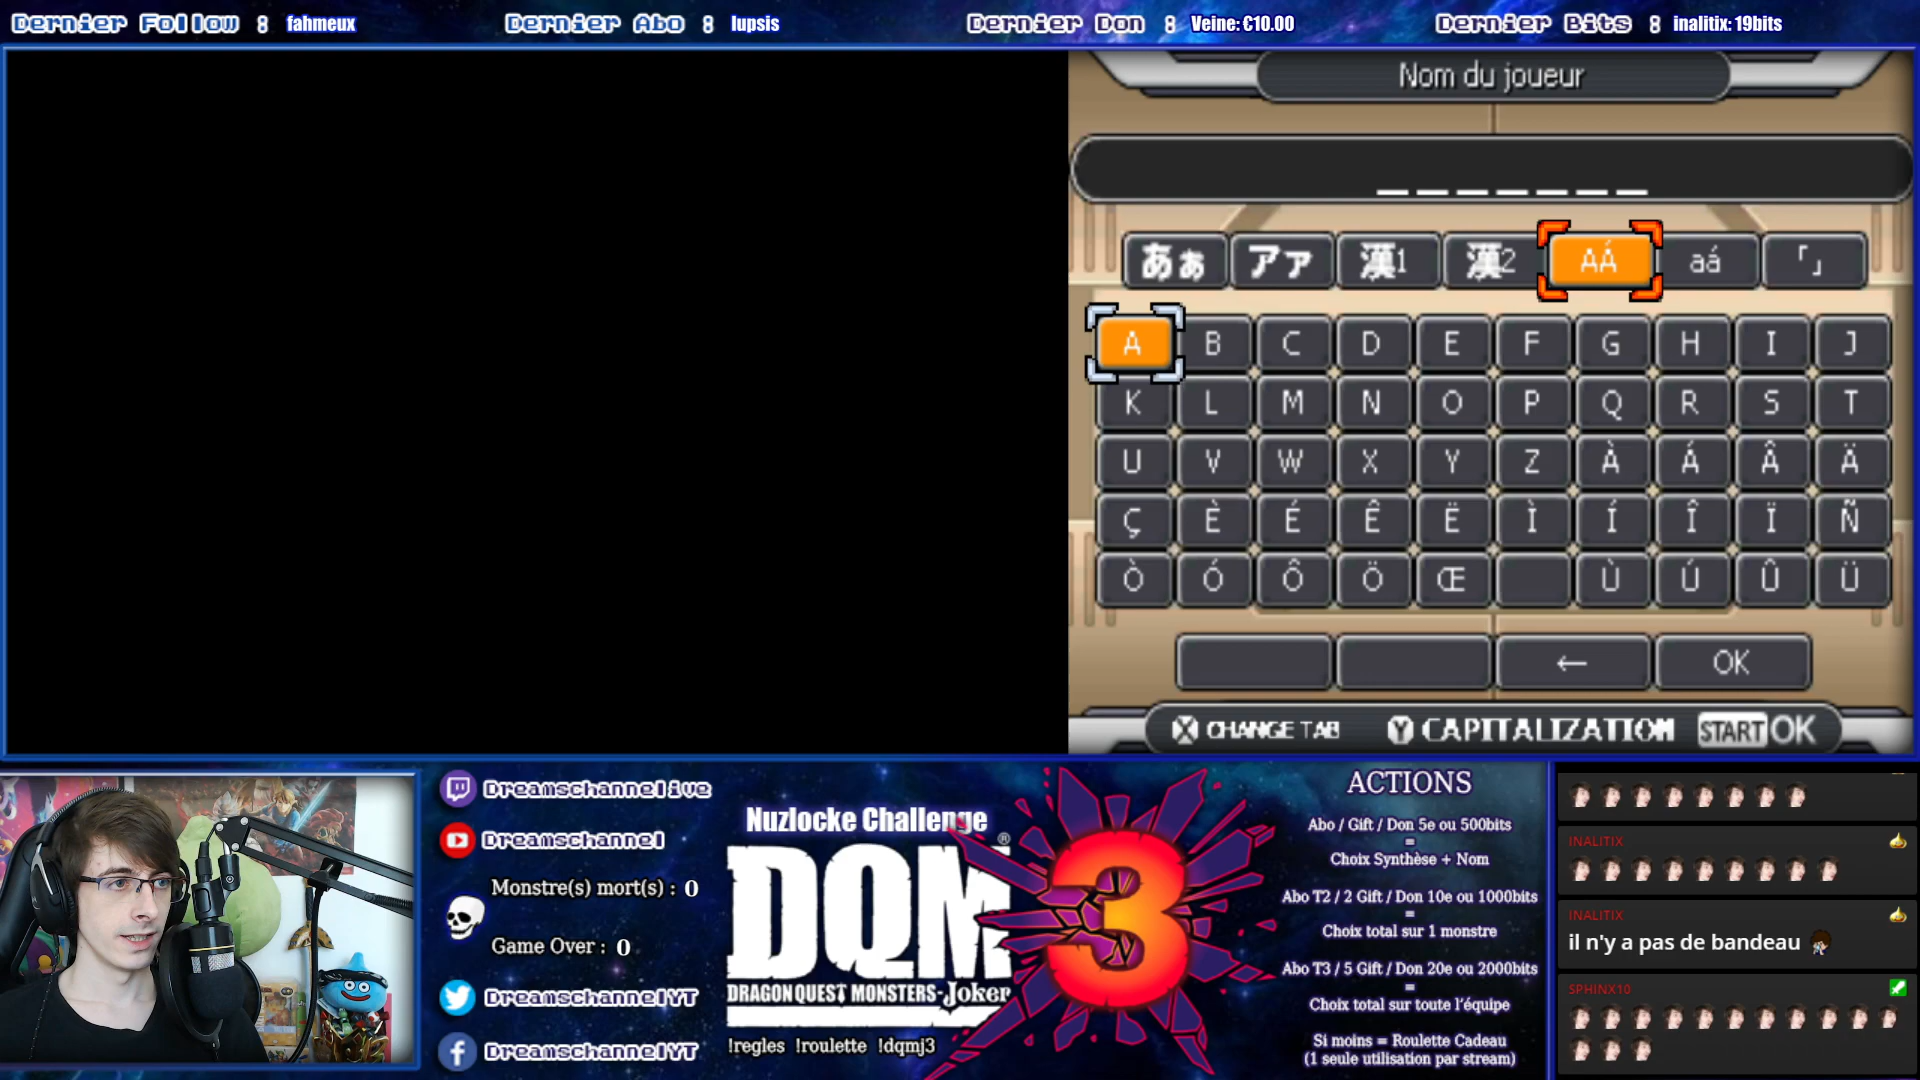 Dernier Follow : fahmeux
Dernier Abo : lupsis
Dernier Don : Veine: €10.00
Dernier Bits : inalitix: 19bits
Nom du joueur
あぁ アァ 漢1 漢2 AÁ aá 「」
A B C D E F G H I J
K L M N O P Q R S T
U V W X Y Z À Á Â Ä
Ç È É Ê Ë Ì Í Î Ï Ñ
Ò Ó Ô Ö Œ Ù Ú Û Ü
← OK
X CHANGE TAB Y CAPITALIZATION START OK
Dreamschannelive
Dreamschannel
Monstre(s) mort(s) : 0
Game Over : 0
DreamschannelYT
DreamschannelYT
Nuzlocke Challenge
DQM 3
®
DRAGON QUEST MONSTERS-Joker
!regles !roulette !dqmj3
ACTIONS
Abo / Gift / Don 5e ou 500bits
=
Choix Synthèse + Nom
Abo T2 / 2 Gift / Don 10e ou 1000bits
=
Choix total sur 1 monstre
Abo T3 / 5 Gift / Don 20e ou 2000bits
=
Choix total sur toute l'équipe
Si moins = Roulette Cadeau
(1 seule utilisation par stream)
INALITIX
INALITIX
il n'y a pas de bandeau
SPHINX10